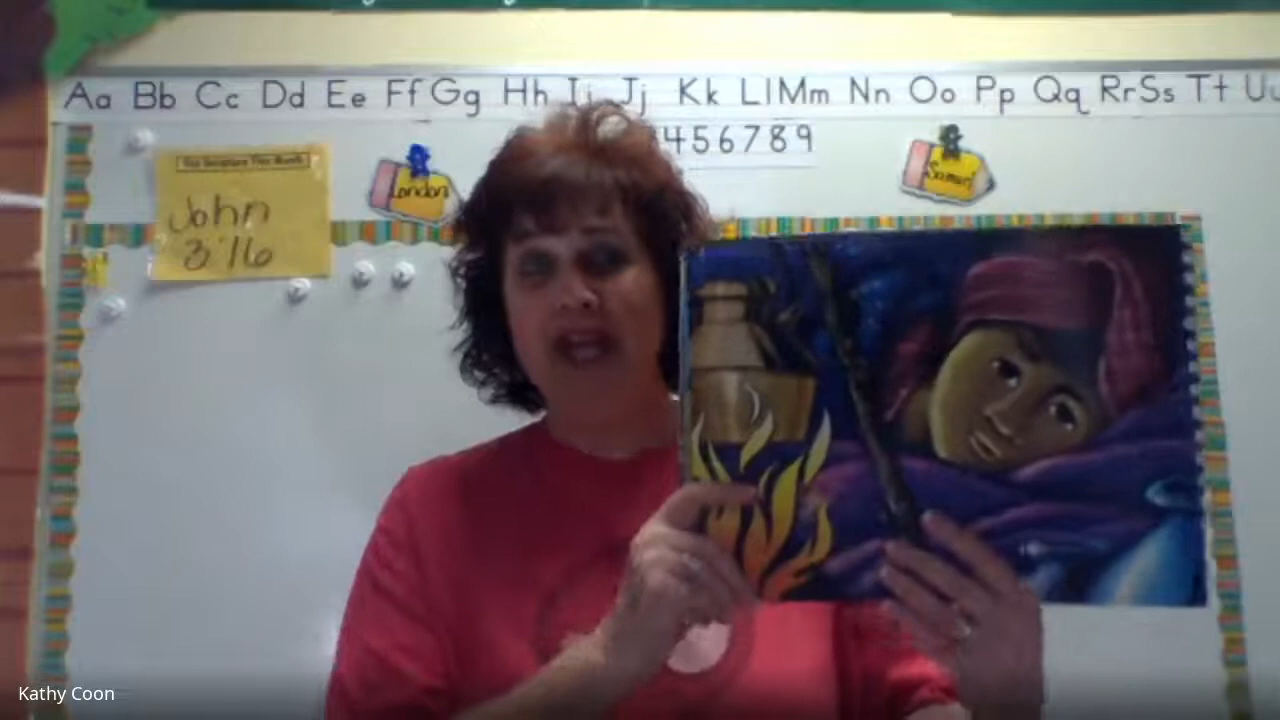 Aa Bb Cc Dd Ee Ff Gg Hh Ii Jj Kk Ll Mm Nn Oo Pp Qq Rr Ss Tt Uu
456789
John
3:16
London
Kathy Coon